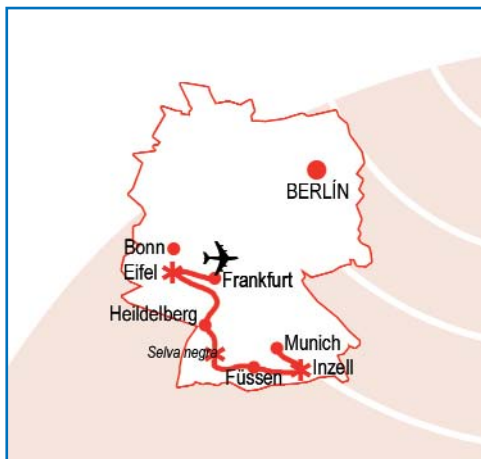 BERLÍN
Bonn
Eifel
Frankfurt
Heildelberg
Selva negra
Munich
Füssen
Inzell